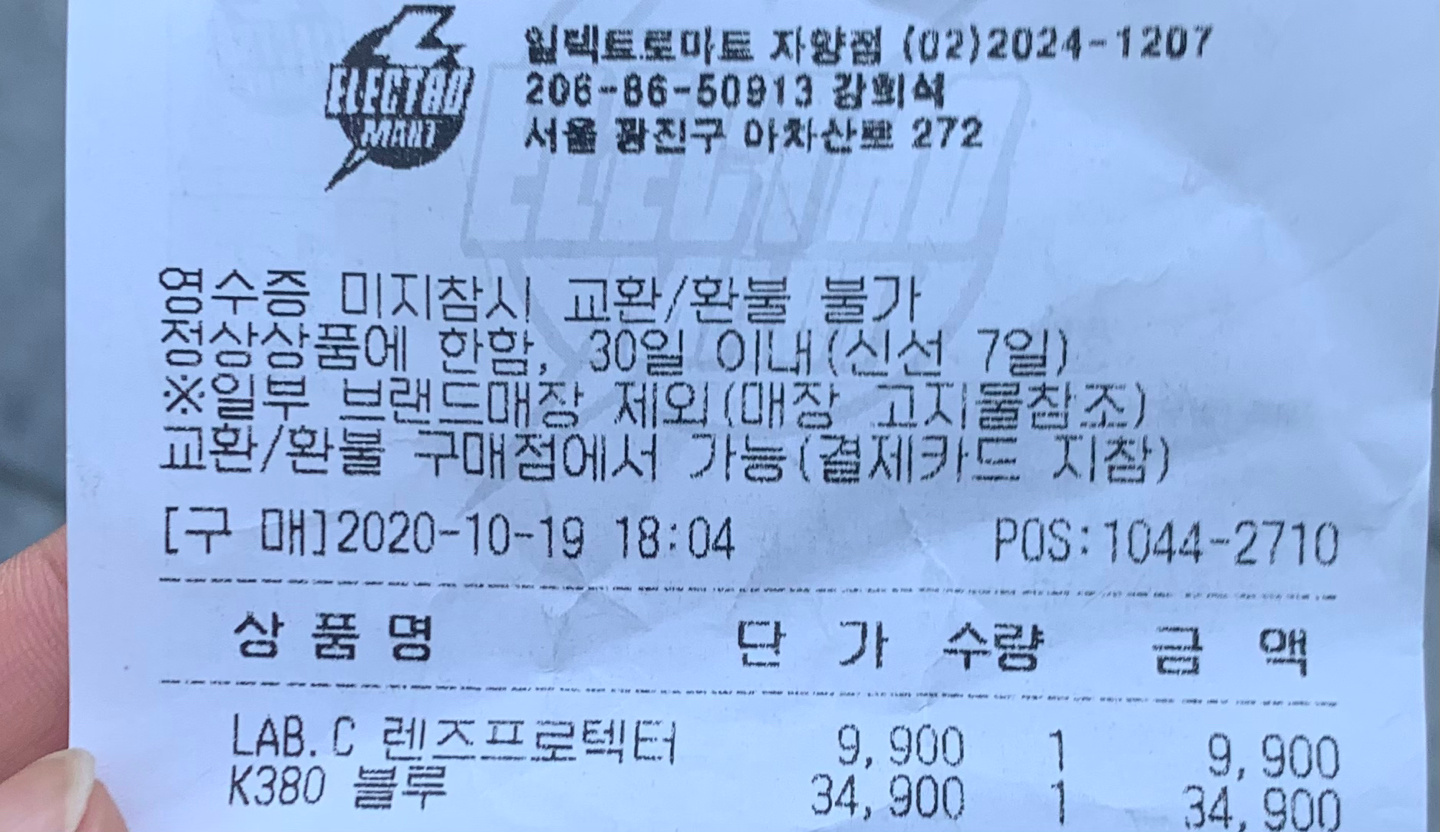 ELECTRO
MART
일렉트로마트 자양점 (02)2024-1207
206-86-50913 강희석
서울 광진구 아차산로 272
영수증 미지참시 교환/환불 불가
정상상품에 한함, 30일 이내(신선 7일)
※일부 브랜드매장 제외(매장 고지물참조)
교환/환불 구매점에서 가능(결제카드 지참)
[구 매]2020-10-19 18:04 POS:1044-2710
상 품 명 단 가 수량 금 액
LAB.C 렌즈프로텍터 9,900 1 9,900
K380 블루 34,900 1 34,900